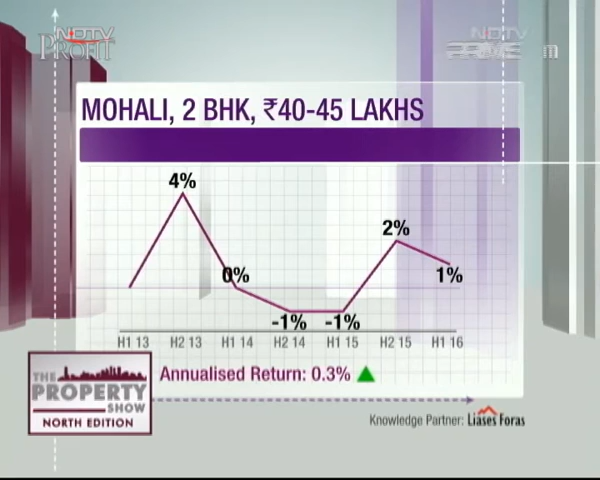 NDTV
PROFIT
NDTV
PRIME
MOHALI, 2 BHK, ₹40-45 LAKHS
4%
0%
-1%
-1%
2%
1%
H1 13
H2 13
H1 14
H2 14
H1 15
H2 15
H1 16
Annualised Return: 0.3%
THE
PROPERTY
SHOW
NORTH EDITION
Knowledge Partner: Liases Foras